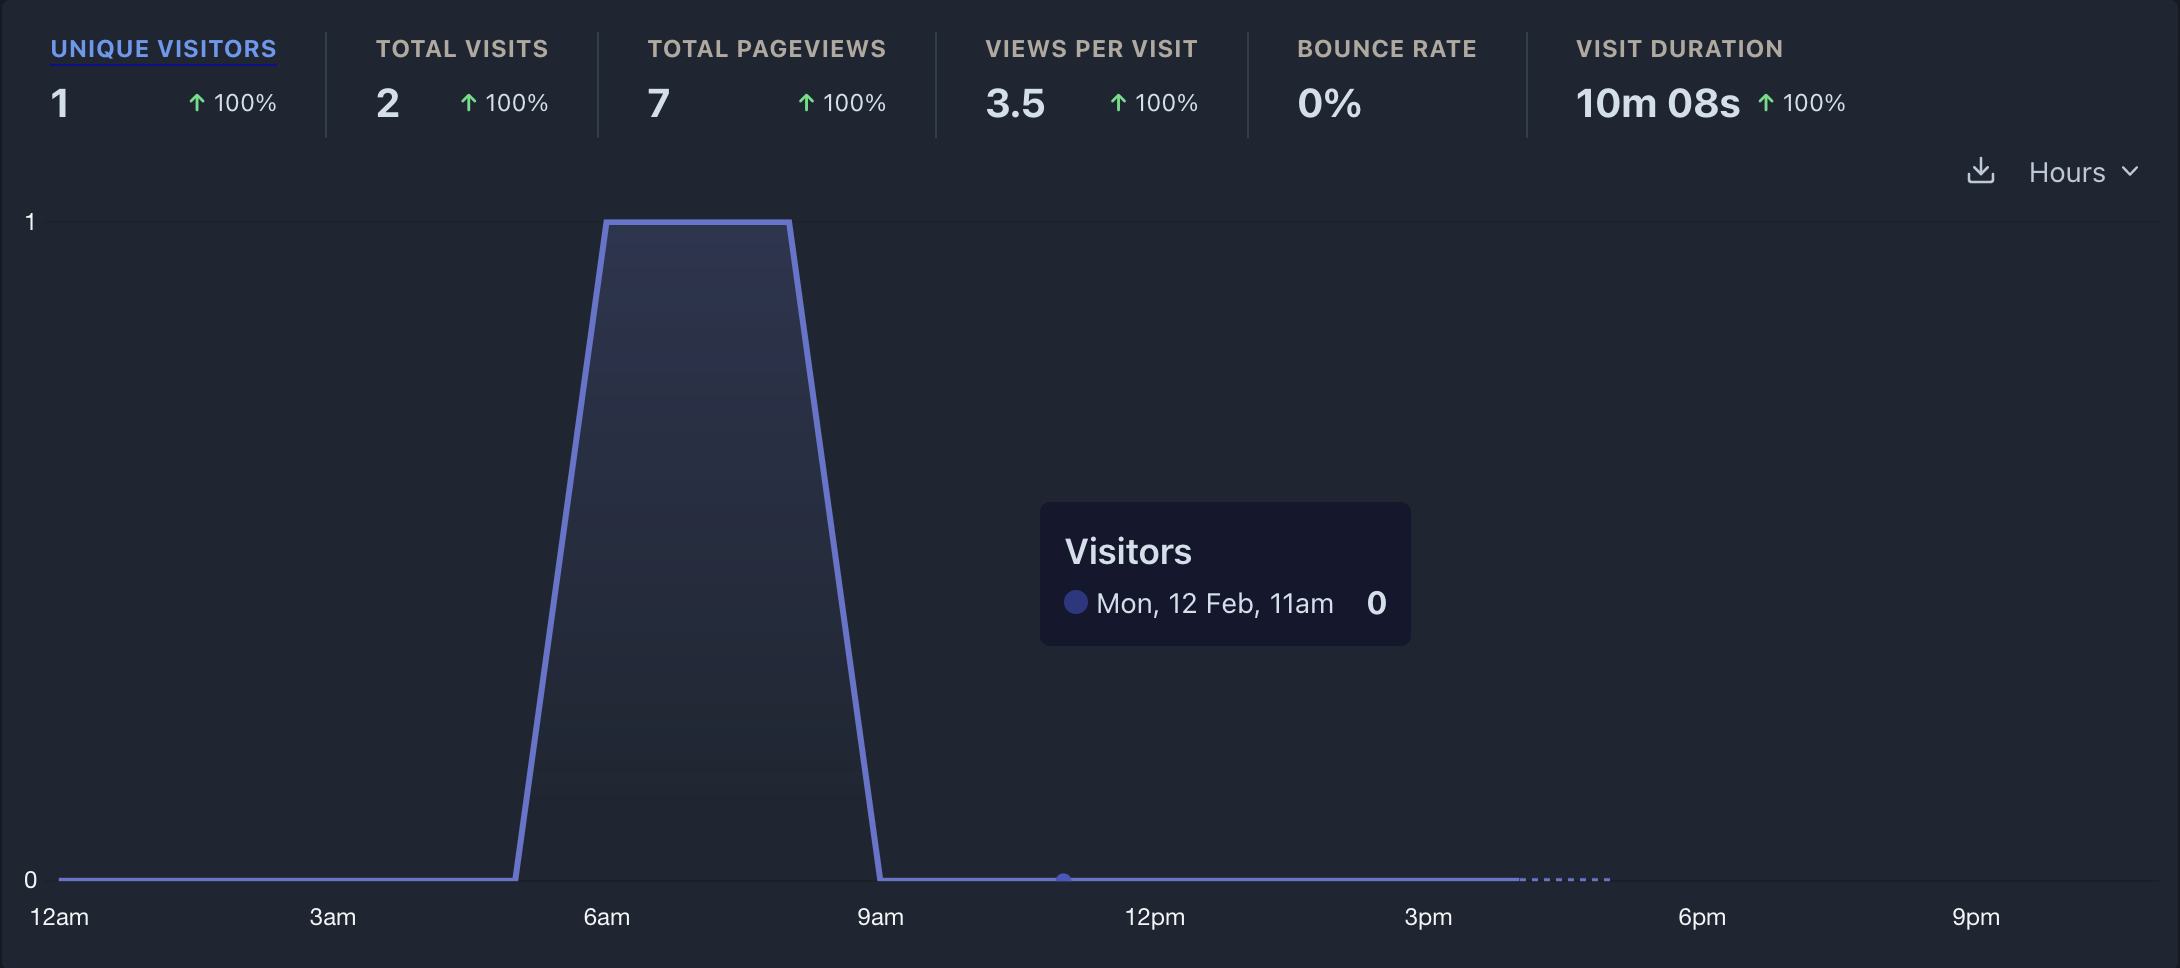 UNIQUE VISITORS
1 ↑ 100%
TOTAL VISITS
2 ↑ 100%
TOTAL PAGEVIEWS
7 ↑ 100%
VIEWS PER VISIT
3.5 ↑ 100%
BOUNCE RATE
0%
VISIT DURATION
10m 08s ↑ 100%
Hours
1
Visitors
Mon, 12 Feb, 11am 0
0
12am 3am 6am 9am 12pm 3pm 6pm 9pm